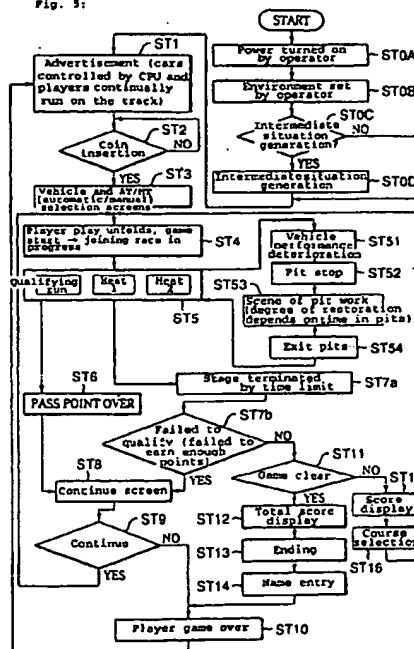 Fig. 5:
START
Power turned on
by operator
ST0A
Environment set
by operator
ST0B
Intermediate
situation
generation?
ST0C
NO
YES
Intermediatesituation
generation
ST0D
ST1
Advertisement (cars
controlled by CPU and
players continually
run on the track)
ST2
Coin
insertion
NO
YES
ST3
Vehicle and AT/MT
(automatic/manual)
selection screens
Player play unfolds, game
start → joining race in
progress
ST4
Qualifying
run
Heat
1
Heat
2
ST5
Vehicle
performance
deterioration
ST51
Pit stop
ST52
ST53
Scene of pit work
(degree of restoration
depends on time in pits)
Exit pits
ST54
ST6
PASS POINT OVER
Stage terminated
by time limit
ST7a
ST7b
Failed to
qualify (failed to
earn enough
points)
NO
YES
ST8
Continue screen
ST9
Continue
NO
YES
ST11
Game clear
NO
YES
ST12
Total score
display
ST13
Ending
ST14
Name entry
ST1
Score
display
Course
selection
ST16
Player game over
ST10